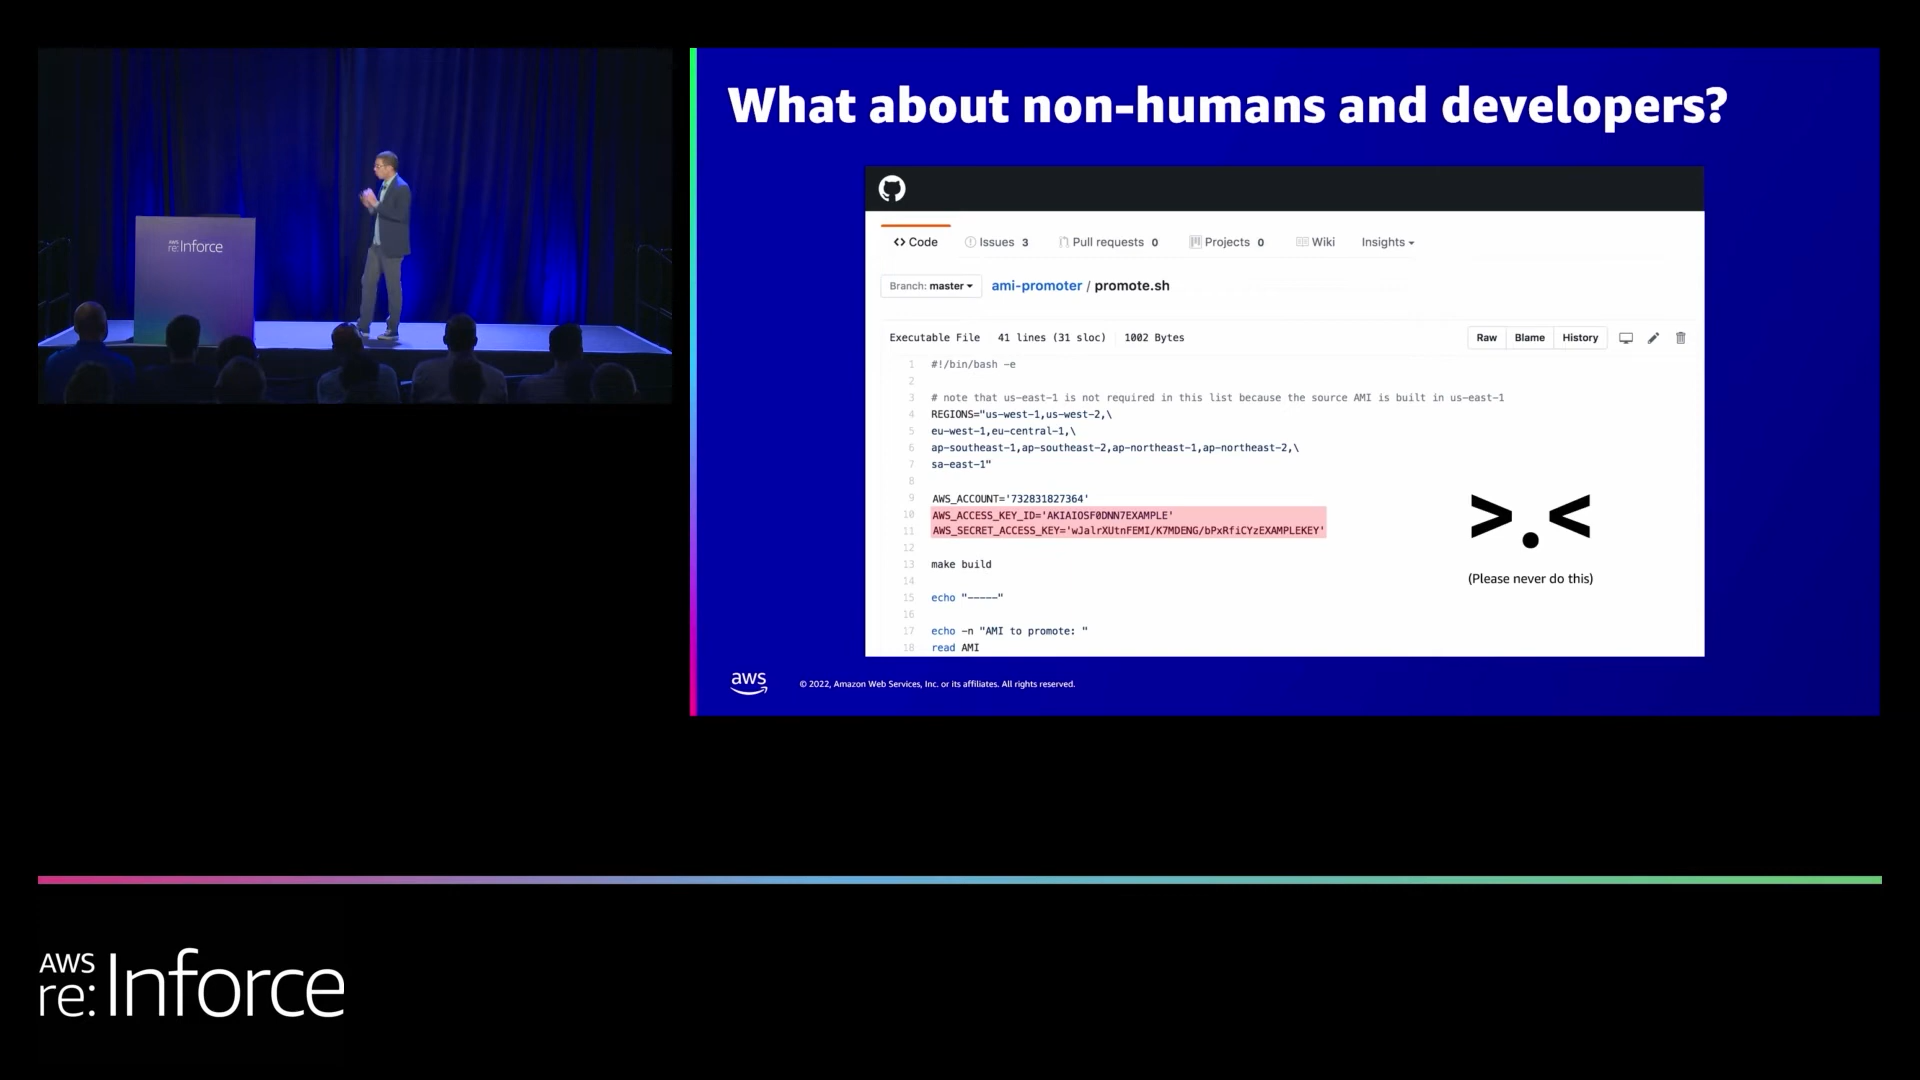 AWS
re:Inforce
What about non-humans and developers?
Code
Issues 3
Pull requests 0
Projects 0
Wiki
Insights
Branch: master
ami-promoter / promote.sh
Executable File 41 lines (31 sloc) 1002 Bytes
Raw
Blame
History
1 #!/bin/bash -e
2
3 # note that us-east-1 is not required in this list because the source AMI is built in us-east-1
4 REGIONS="us-west-1,us-west-2,\
5 eu-west-1,eu-central-1,\
6 ap-southeast-1,ap-southeast-2,ap-northeast-1,ap-northeast-2,\
7 sa-east-1"
8
9 AWS_ACCOUNT='732831827364'
10 AWS_ACCESS_KEY_ID='AKIAIOSF0DNN7EXAMPLE'
11 AWS_SECRET_ACCESS_KEY='wJalrXUtnFEMI/K7MDENG/bPxRfiCYzEXAMPLEKEY'
12
13 make build
14
15 echo "-----"
16
17 echo -n "AMI to promote: "
18 read AMI
>.<
(Please never do this)
aws
© 2022, Amazon Web Services, Inc. or its affiliates. All rights reserved.
AWS
re:Inforce